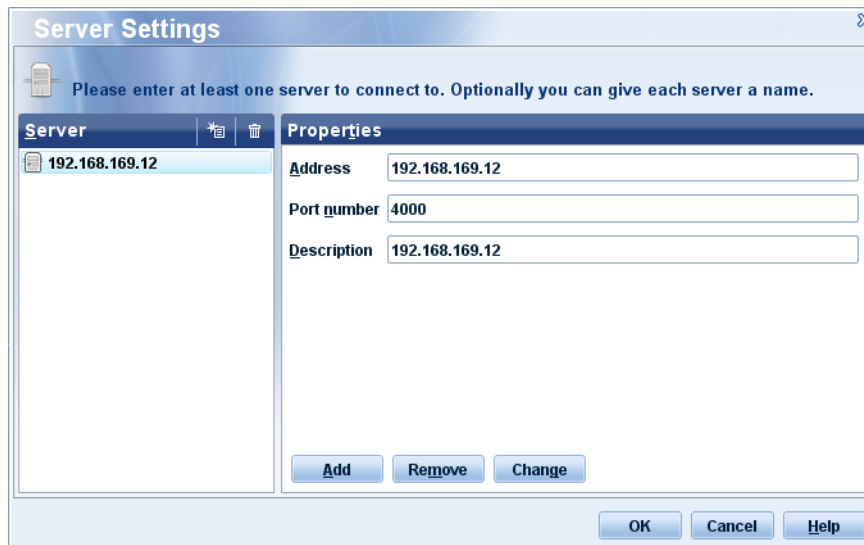 Server Settings
Please enter at least one server to connect to. Optionally you can give each server a name.
Server
192.168.169.12
Properties
Address 192.168.169.12
Port number 4000
Description 192.168.169.12
Add Remove Change
OK Cancel Help